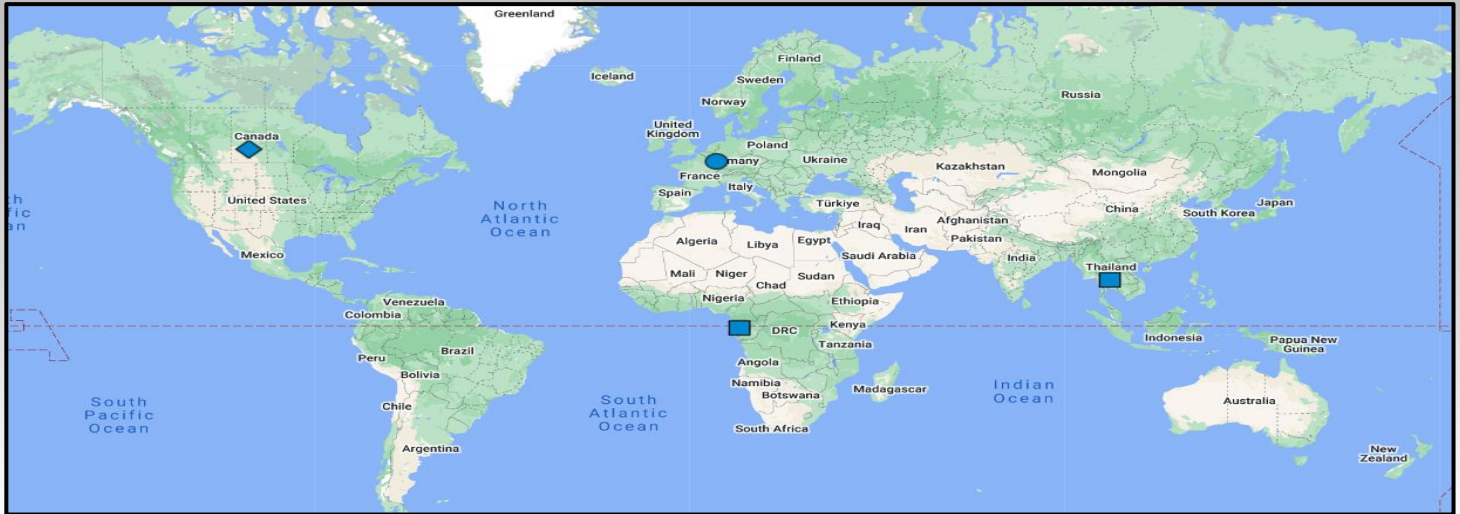 Greenland
Iceland
Finland
Sweden
Norway
Russia
United
Kingdom
Canada
Poland
many
Ukraine
France
Kazakhstan
Mongolia
Italy
Spain
United States
Türkiye
North
Atlantic
Ocean
China
Japan
South Korea
Afghanistan
Iraq
Iran
Pakistan
Algeria
Libya
Egypt
Mexico
Saudi Arabia
India
Thailand
Mali
Niger
Sudan
Chad
Nigeria
Ethiopia
Venezuela
Colombia
DRC
Kenya
Tanzania
Indonesia
Papua New
Guinea
Peru
Brazil
Bolivia
Angola
Namibia
Botswana
Madagascar
Indian
Ocean
South
Pacific
Ocean
South
Atlantic
Ocean
Chile
Australia
South Africa
Argentina
New
Zealand